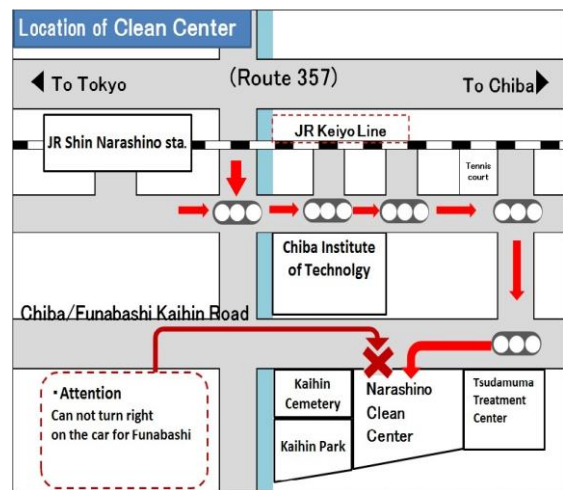 Location of Clean Center
(Route 357)
◀ To Tokyo
To Chiba▶
JR Shin Narashino sta.
JR Keiyo Line
Tennis
court
Chiba Institute
of Technolgy
Chiba/Funabashi Kaihin Road
・Attention
Can not turn right
on the car for Funabashi
Kaihin
Cemetery
Kaihin Park
Narashino
Clean
Center
Tsudamuma
Treatment
Center